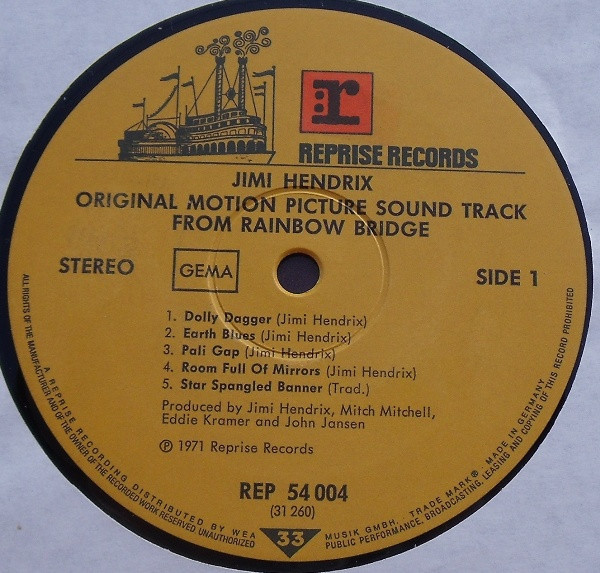 r
REPRISE RECORDS
JIMI HENDRIX
ORIGINAL MOTION PICTURE SOUND TRACK
FROM RAINBOW BRIDGE
STEREO GEMA SIDE 1
1. Dolly Dagger (Jimi Hendrix)
2. Earth Blues (Jimi Hendrix)
3. Pali Gap (Jimi Hendrix)
4. Room Full Of Mirrors (Jimi Hendrix)
5. Star Spangled Banner (Trad.)
Produced by Jimi Hendrix, Mitch Mitchell,
Eddie Kramer and John Jansen
℗ 1971 Reprise Records
REP 54 004
(31 260)
33
A REPRISE RECORDING DISTRIBUTED BY WEA MUSIK GMBH. TRADE MARK® MADE IN GERMANY
ALL RIGHTS OF THE MANUFACTURER AND OF THE OWNER OF THE RECORDED WORK RESERVED. UNAUTHORIZED PUBLIC PERFORMANCE, BROADCASTING, LEASING AND COPYING OF THIS RECORD PROHIBITED